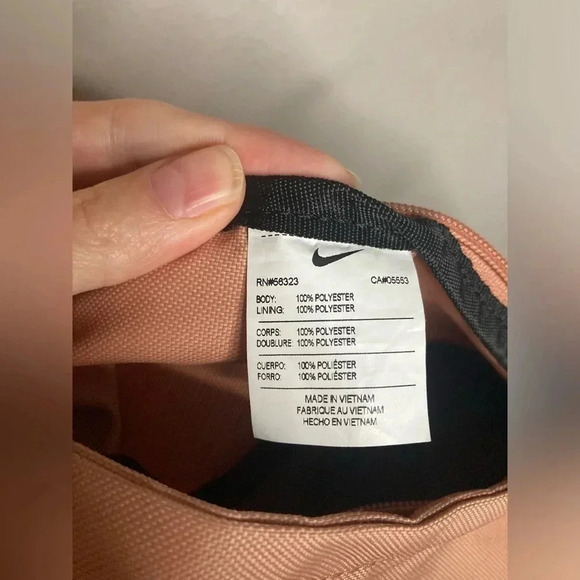 RN#56323 CA#05553
BODY: 100% POLYESTER
LINING: 100% POLYESTER
CORPS: 100% POLYESTER
DOUBLURE: 100% POLYESTER
CUERPO: 100% POLIÉSTER
FORRO: 100% POLIÉSTER
MADE IN VIETNAM
FABRIQUE AU VIETNAM
HECHO EN VIETNAM